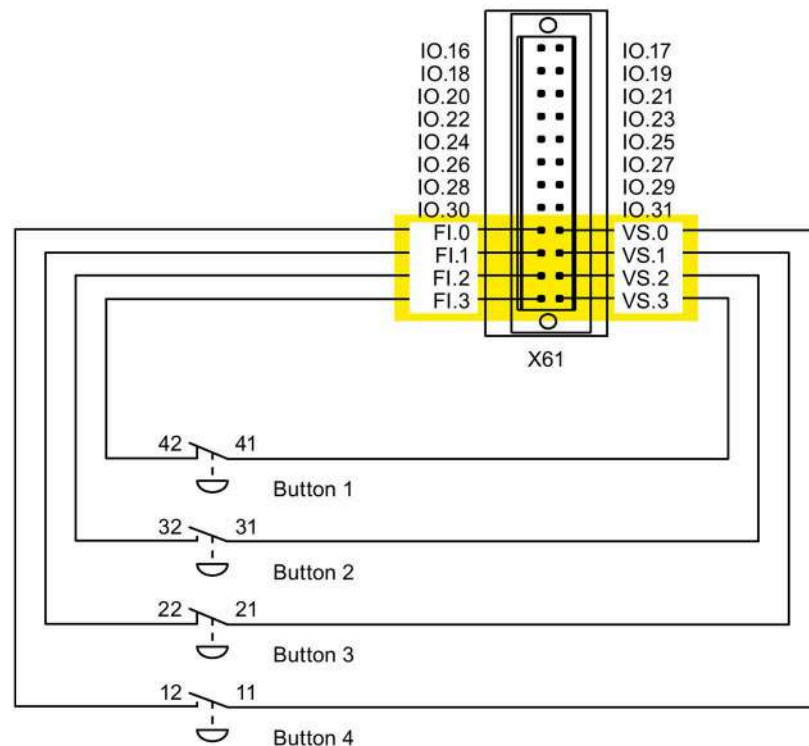 IO.16 IO.17
IO.18 IO.19
IO.20 IO.21
IO.22 IO.23
IO.24 IO.25
IO.26 IO.27
IO.28 IO.29
IO.30 IO.31
FI.0 VS.0
FI.1 VS.1
FI.2 VS.2
FI.3 VS.3
X61
42 41
Button 1
32 31
Button 2
22 21
Button 3
12 11
Button 4